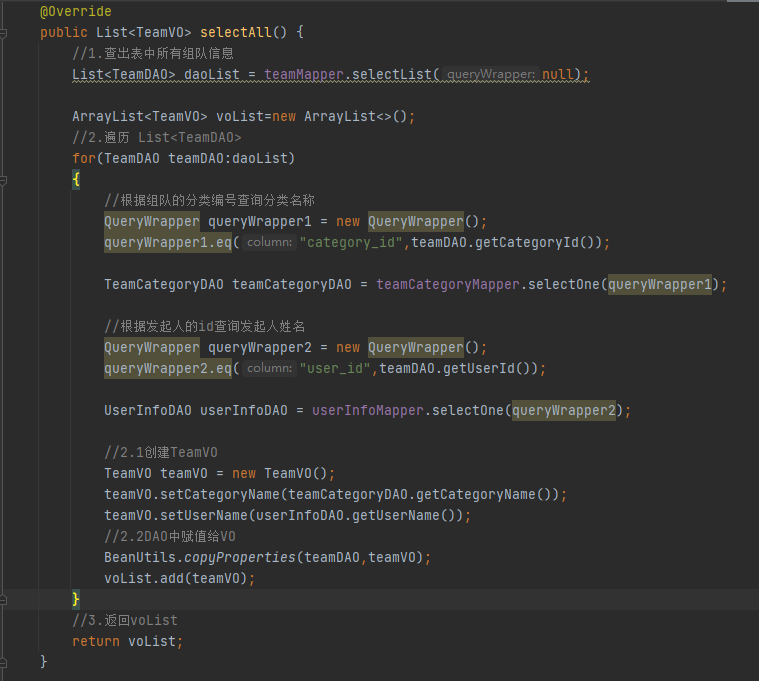 @Override
public List<TeamVO> selectAll() {
//1.查出表中所有组队信息
List<TeamDAO> daoList = teamMapper.selectList( queryWrapper: null);
ArrayList<TeamVO> voList=new ArrayList<>();
//2.遍历 List<TeamDAO>
for(TeamDAO teamDAO:daoList)
{
//根据组队的分类编号查询分类名称
QueryWrapper queryWrapper1 = new QueryWrapper();
queryWrapper1.eq( column: "category_id",teamDAO.getCategoryId());
TeamCategoryDAO teamCategoryDAO = teamCategoryMapper.selectOne(queryWrapper1);
//根据发起人的id查询发起人姓名
QueryWrapper queryWrapper2 = new QueryWrapper();
queryWrapper2.eq( column: "user_id",teamDAO.getUserId());
UserInfoDAO userInfoDAO = userInfoMapper.selectOne(queryWrapper2);
//2.1创建TeamVO
TeamVO teamVO = new TeamVO();
teamVO.setCategoryName(teamCategoryDAO.getCategoryName());
teamVO.setUserName(userInfoDAO.getUserName());
//2.2DAO中赋值给VO
BeanUtils.copyProperties(teamDAO,teamVO);
voList.add(teamVO);
}
//3.返回voList
return voList;
}